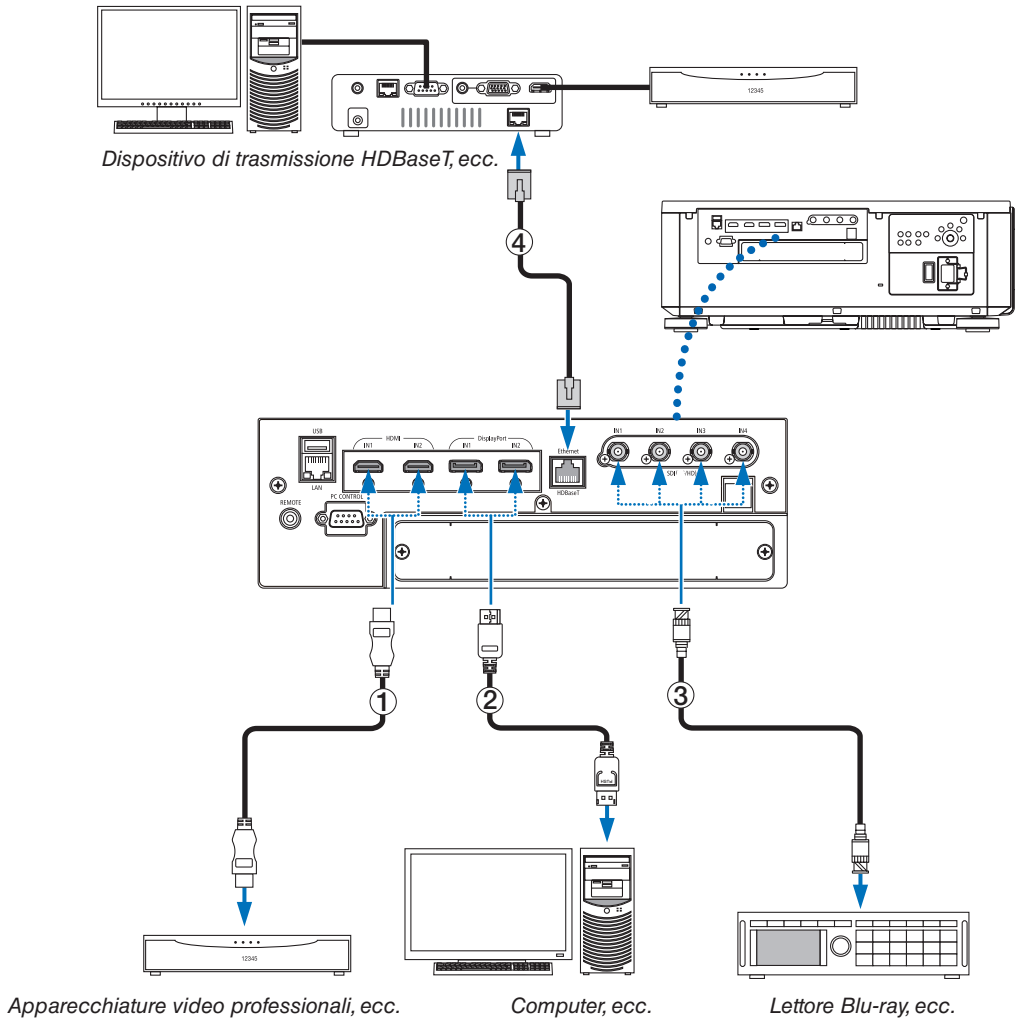 12345
Dispositivo di trasmissione HDBaseT, ecc.
4
USB
HDMI
DisplayPort
IN1
IN2
IN1
IN2
Ethernet
IN1
IN2
IN3
IN4
SDI
/HDL
LAN
HDBaseT
PC CONTROL
REMOTE
1
2
3
PUSH
12345
Apparecchiature video professionali, ecc.
Computer, ecc.
Lettore Blu-ray, ecc.